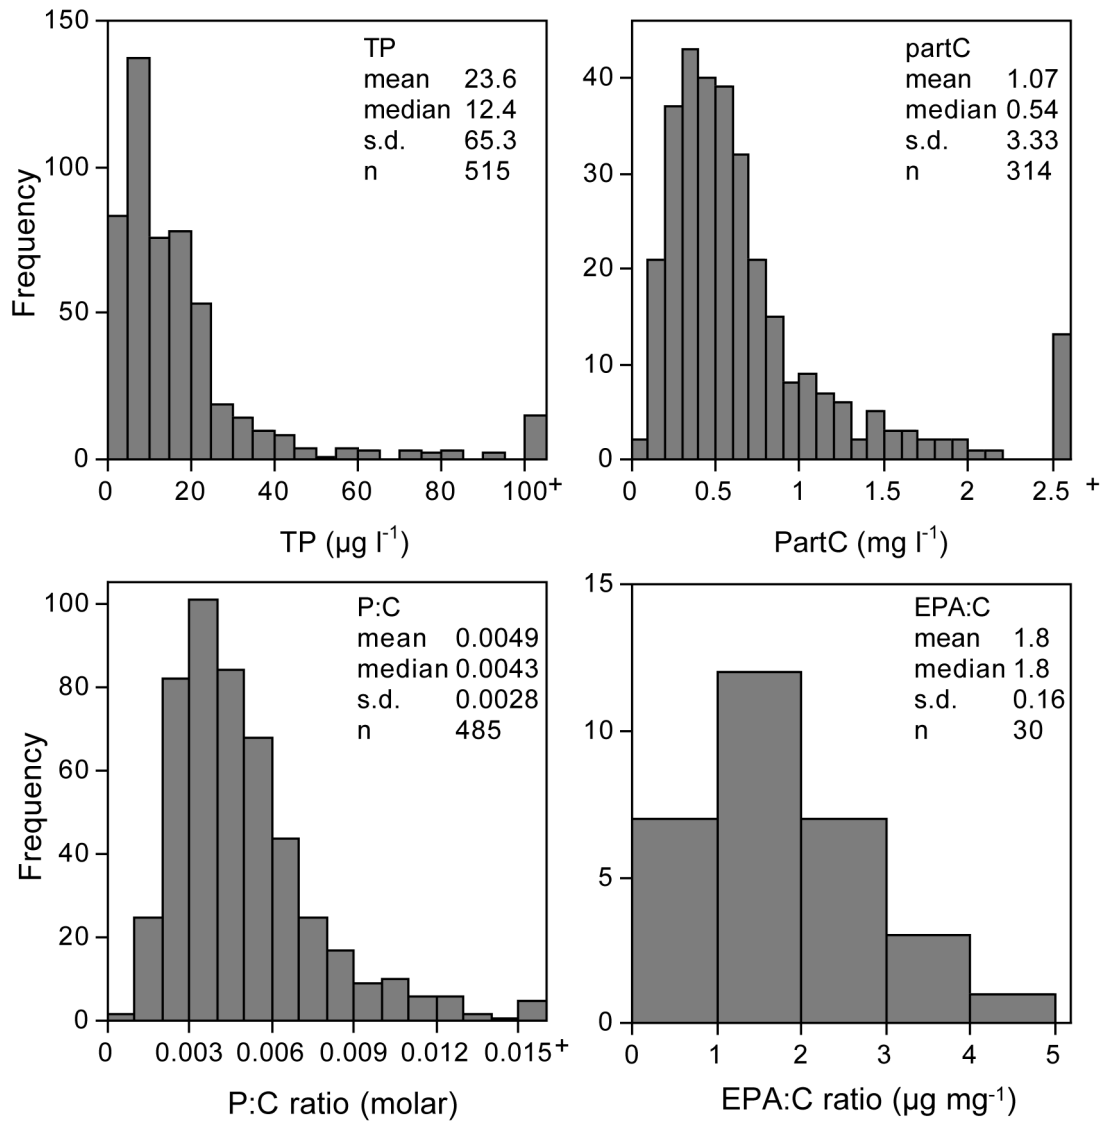 150
100
50
0
Frequency
TP
mean 23.6
median 12.4
s.d. 65.3
n 515
0 20 40 60 80 100+
TP (µg l-1)
40
30
20
10
0
partC
mean 1.07
median 0.54
s.d. 3.33
n 314
0 0.5 1 1.5 2 2.5 +
PartC (mg l-1)
100
80
60
40
20
0
Frequency
P:C
mean 0.0049
median 0.0043
s.d. 0.0028
n 485
0 0.003 0.006 0.009 0.012 0.015+
P:C ratio (molar)
15
10
5
0
EPA:C
mean 1.8
median 1.8
s.d. 0.16
n 30
0 1 2 3 4 5
EPA:C ratio (µg mg-1)